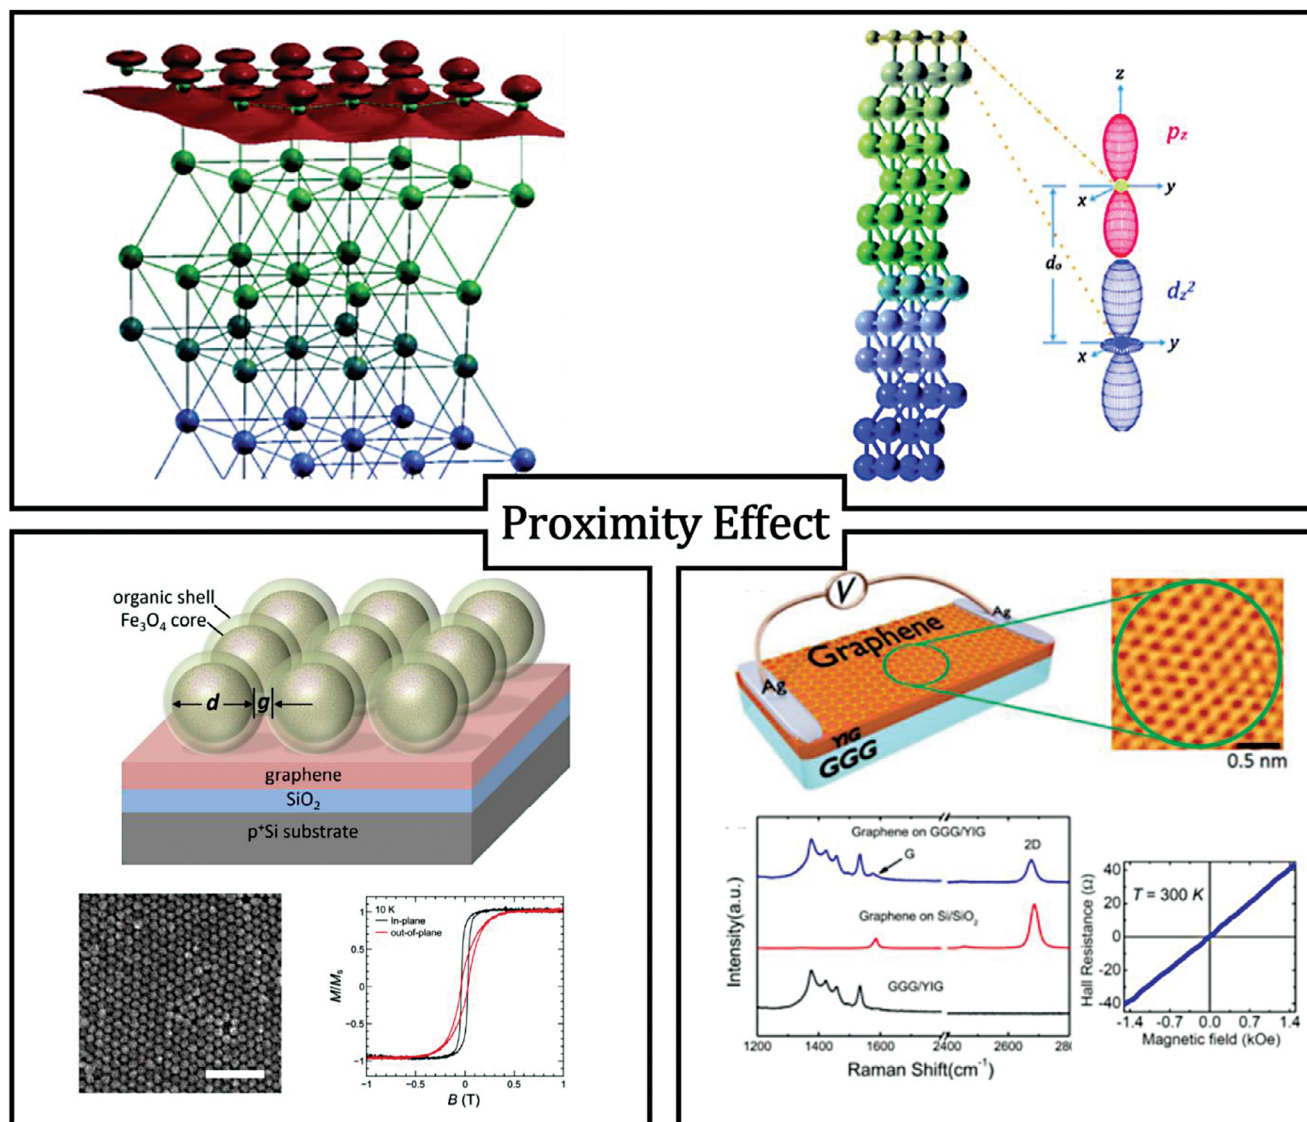 z
p_z
y
x
d_o
d_z²
y
x
Proximity Effect
organic shell
Fe₃O₄ core
d
g
graphene
SiO₂
p⁺Si substrate
10 K
In-plane
out-of-plane
M/Mₛ
1
0.5
0
−0.5
−1
−1
−0.5
0
0.5
1
B (T)
V
Ag
Graphene
Ag
YIG
GGG
0.5 nm
Graphene on GGG/YIG
G
2D
Graphene on Si/SiO₂
GGG/YIG
Intensity(a.u.)
1200
1400
1600
2400
2600
280
Raman Shift(cm⁻¹)
T = 300 K
Hall Resistance (Ω)
40
20
0
-20
-40
-1.4
-0.7
0.0
0.7
1.4
Magnetic field (kOe)